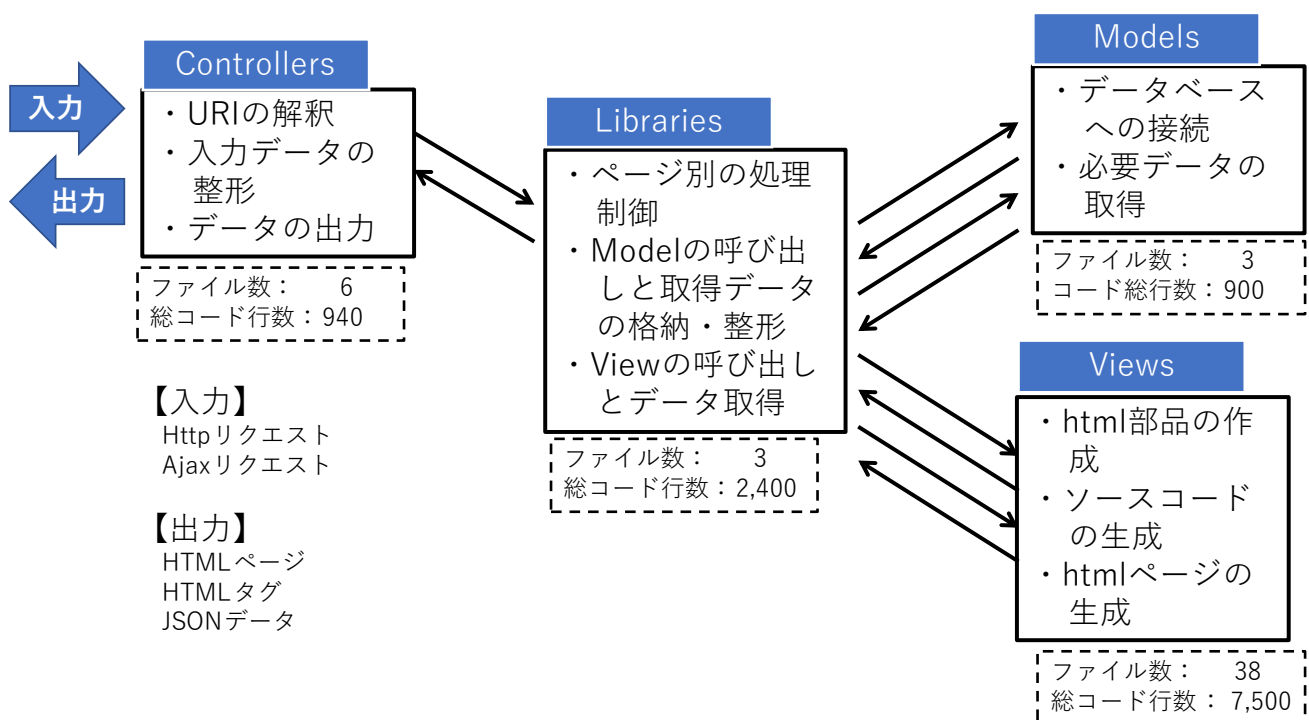 入力
出力
Controllers
・URIの解釈
・入力データの
整形
・データの出力
ファイル数： 6
総コード行数：940
【入力】
Httpリクエスト
Ajaxリクエスト
【出力】
HTMLページ
HTMLタグ
JSONデータ
Libraries
・ページ別の処理
制御
・Modelの呼び出
しと取得データ
の格納・整形
・Viewの呼び出し
とデータ取得
ファイル数： 3
総コード行数：2,400
Models
・データベース
への接続
・必要データの
取得
ファイル数： 3
コード総行数：900
Views
・html部品の作
成
・ソースコード
の生成
・htmlページの
生成
ファイル数： 38
総コード行数：7,500